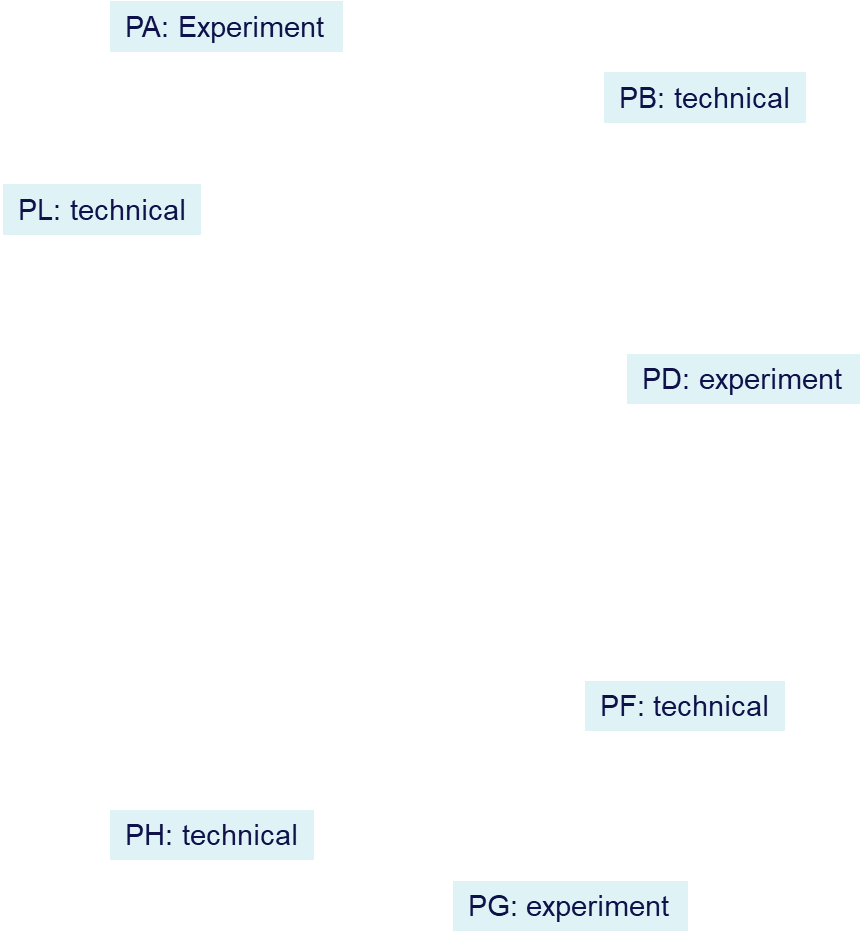 PA: Experiment
PB: technical
PL: technical
PD: experiment
PF: technical
PH: technical
PG: experiment